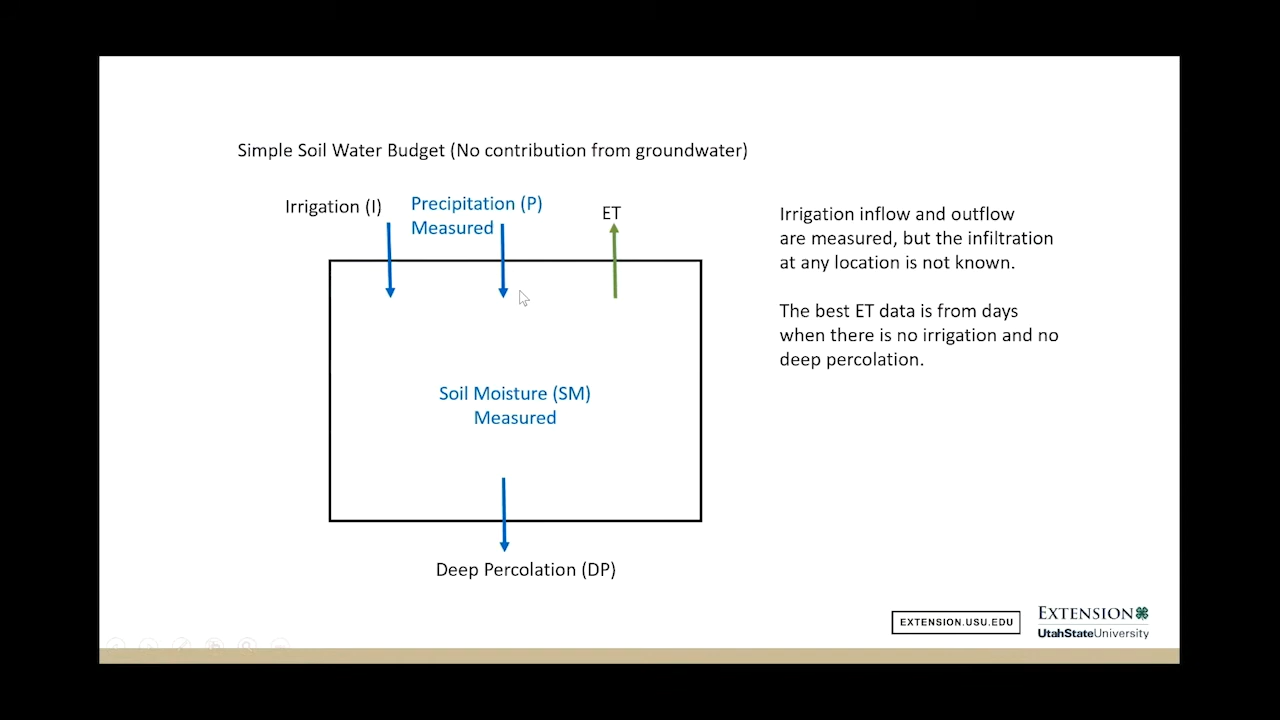 Simple Soil Water Budget (No contribution from groundwater)
Irrigation (I)
Precipitation (P)
Measured
ET
Irrigation inflow and outflow
are measured, but the infiltration
at any location is not known.
The best ET data is from days
when there is no irrigation and no
deep percolation.
Soil Moisture (SM)
Measured
Deep Percolation (DP)
EXTENSION.USU.EDU
EXTENSION
UtahStateUniversity